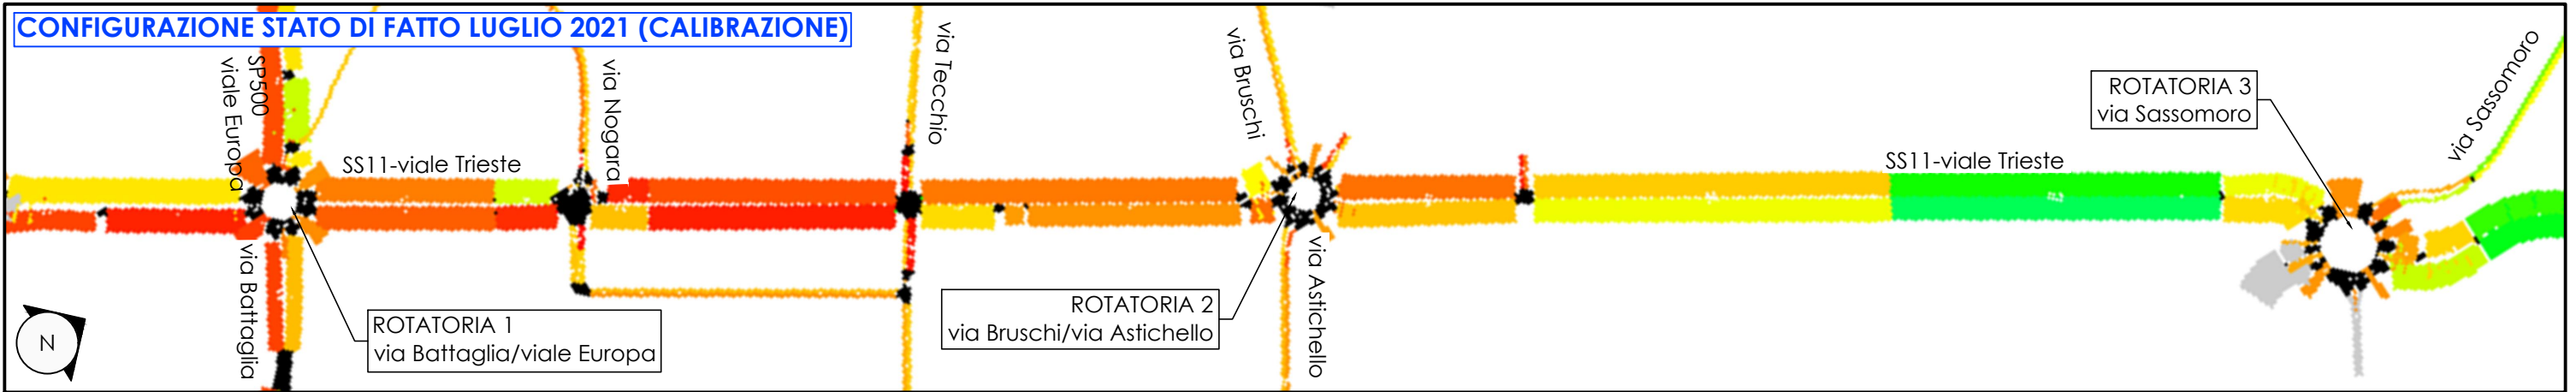 CONFIGURAZIONE STATO DI FATTO LUGLIO 2021 (CALIBRAZIONE)
SP500
viale Europa
via Nogara
via Tecchio
via Bruschi
ROTATORIA 3
via Sassomoro
via Sassomoro
SS11-viale Trieste
SS11-viale Trieste
via Battaglia
via Astichello
ROTATORIA 1
via Battaglia/viale Europa
ROTATORIA 2
via Bruschi/via Astichello
N